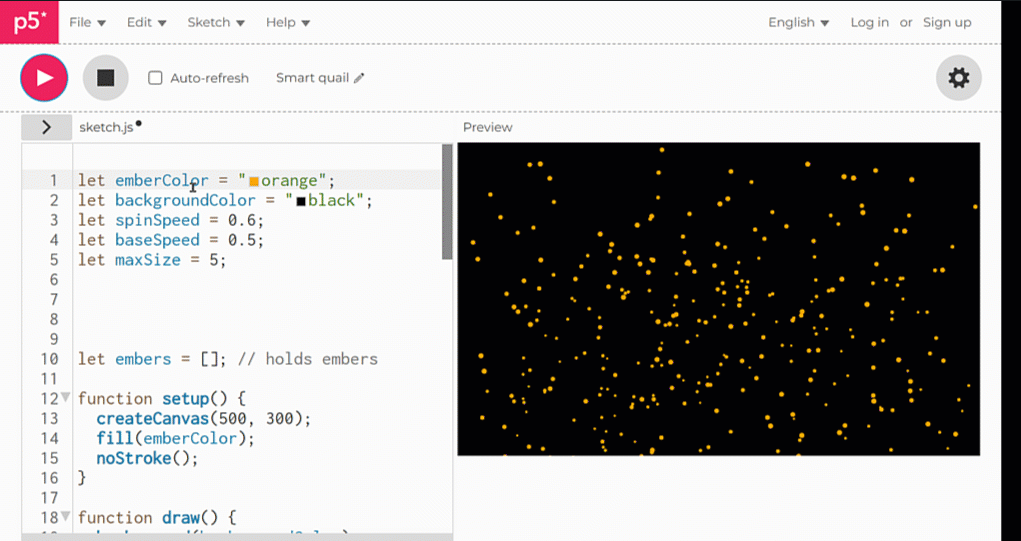 p5* File Edit Sketch Help English Log in or Sign up
Auto-refresh Smart quail
sketch.js Preview
1 let emberColor = "orange";
2 let backgroundColor = "black";
3 let spinSpeed = 0.6;
4 let baseSpeed = 0.5;
5 let maxSize = 5;
6
7
8
9
10 let embers = []; // holds embers
11
12 function setup() {
13 createCanvas(500, 300);
14 fill(emberColor);
15 noStroke();
16 }
17
18 function draw() {